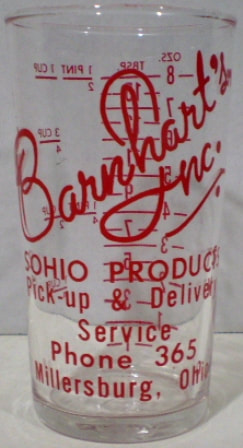 Barnhart's
Inc.
SOHIO PRODUCTS
Pick-up & Delivery
Service
Phone 365
Millersburg, Ohio
OZS.
TBSP.
1 PINT 1 CUP
8
3 CUP
4